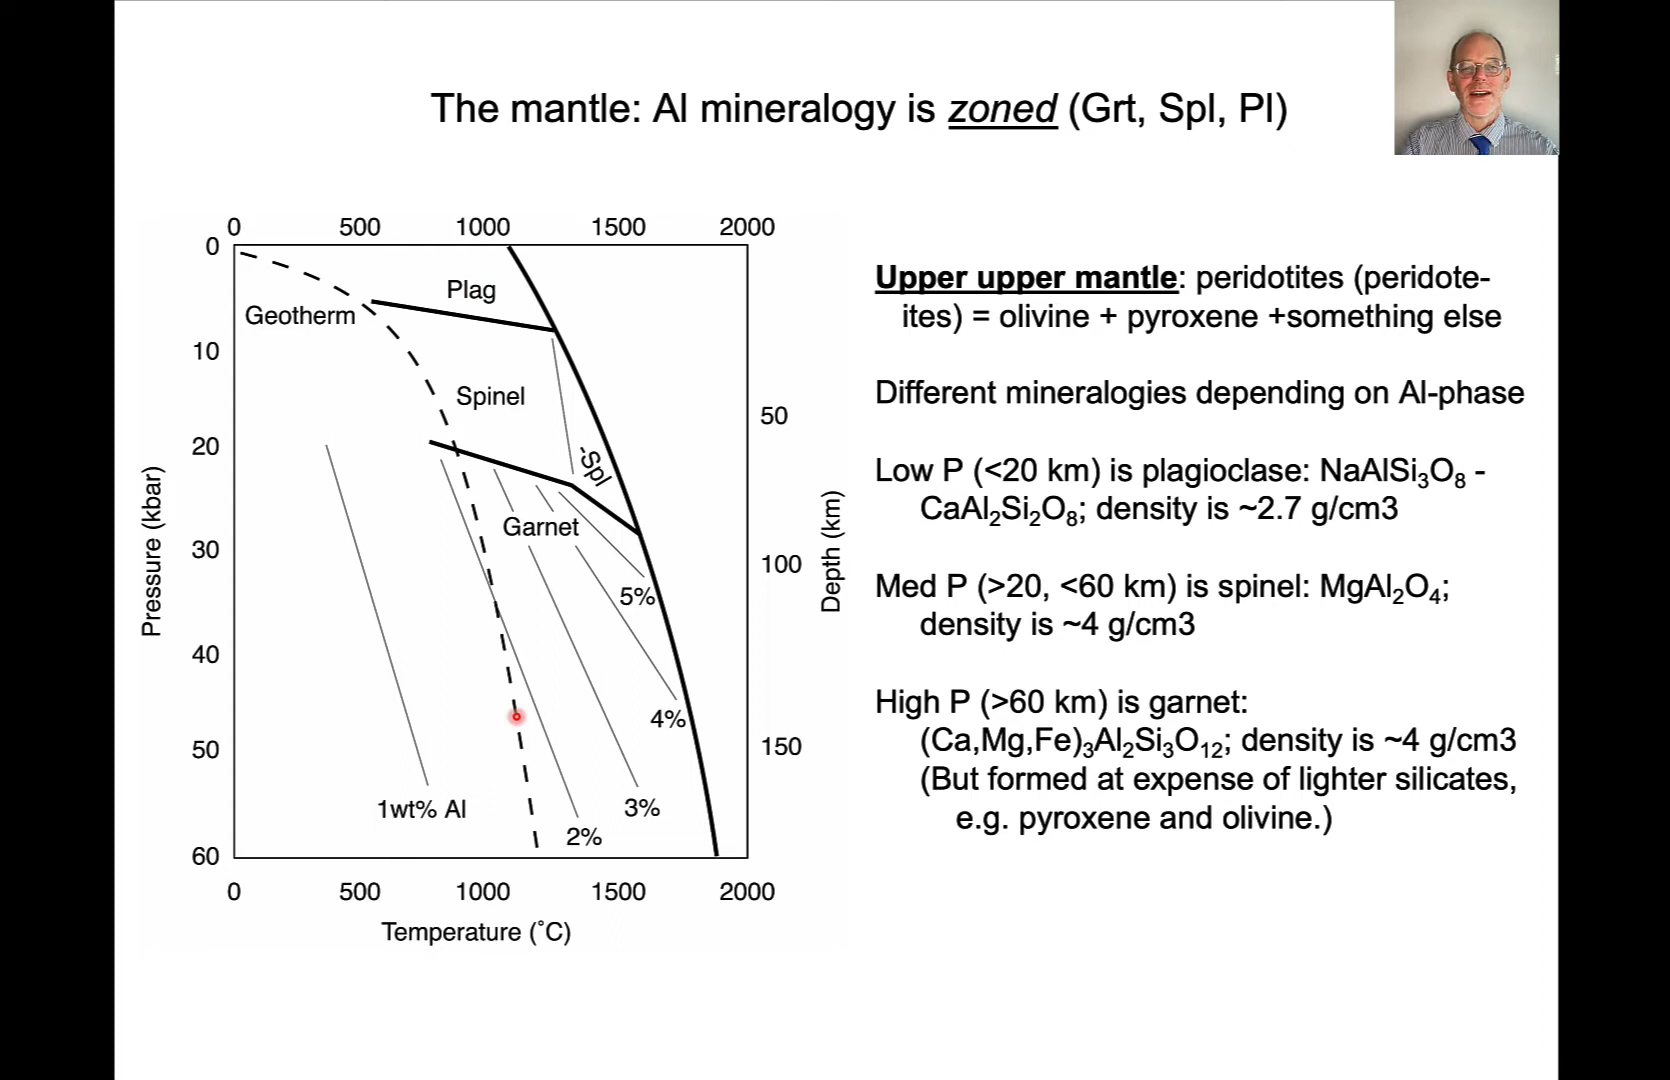 The mantle: Al mineralogy is zoned (Grt, Spl, Pl)
0 500 1000 1500 2000
0
10
20
30
40
50
60
Pressure (kbar)
Geotherm
Plag
Spinel
-Spl
Garnet
5%
4%
3%
2%
1wt% Al
50
100
150
Depth (km)
0 500 1000 1500 2000
Temperature (˚C)
Upper upper mantle: peridotites (peridote-
ites) = olivine + pyroxene +something else
Different mineralogies depending on Al-phase
Low P (<20 km) is plagioclase: NaAlSi₃O₈ -
CaAl₂Si₂O₈; density is ~2.7 g/cm3
Med P (>20, <60 km) is spinel: MgAl₂O₄;
density is ~4 g/cm3
High P (>60 km) is garnet:
(Ca,Mg,Fe)₃Al₂Si₃O₁₂; density is ~4 g/cm3
(But formed at expense of lighter silicates,
e.g. pyroxene and olivine.)